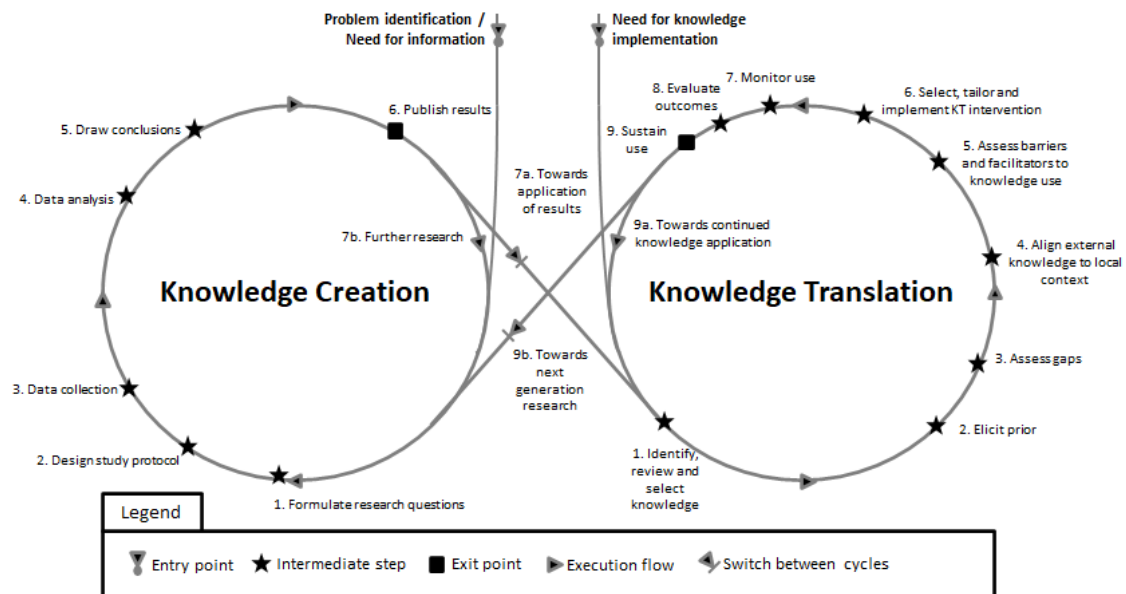 Problem identification /
Need for information
Need for knowledge
implementation
6. Publish results
5. Draw conclusions
4. Data analysis
7b. Further research
Knowledge Creation
3. Data collection
2. Design study protocol
1. Formulate research questions
7a. Towards
application
of results
9b. Towards
next
generation
research
7. Monitor use
8. Evaluate
outcomes
9. Sustain
use
6. Select, tailor and
implement KT intervention
5. Assess barriers
and facilitators to
knowledge use
9a. Towards continued
knowledge application
4. Align external
knowledge to local
context
Knowledge Translation
3. Assess gaps
2. Elicit prior
1. Identify,
review and
select
knowledge
Legend
Entry point
Intermediate step
Exit point
Execution flow
Switch between cycles